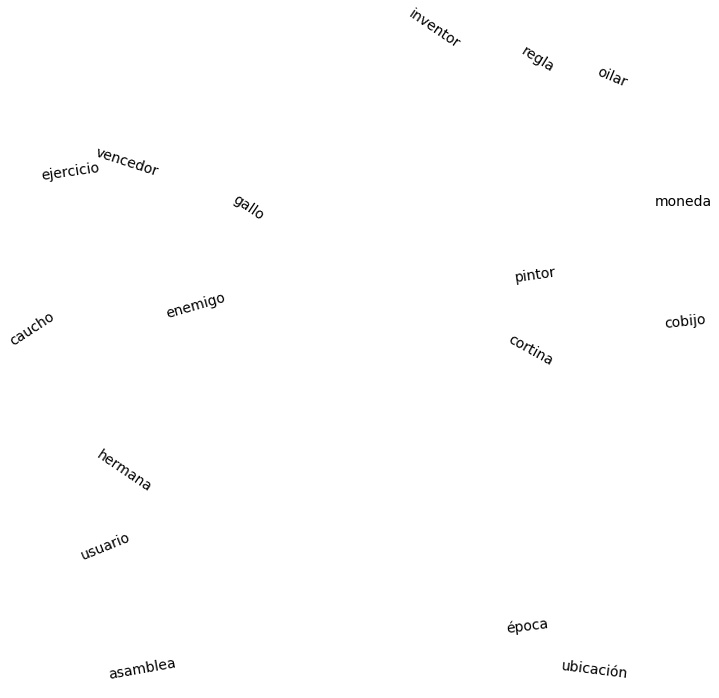 inventor
regla
oilar
vencedor
ejercicio
gallo
moneda
pintor
enemigo
cobijo
caucho
cortina
hermana
usuario
época
asamblea
ubicación